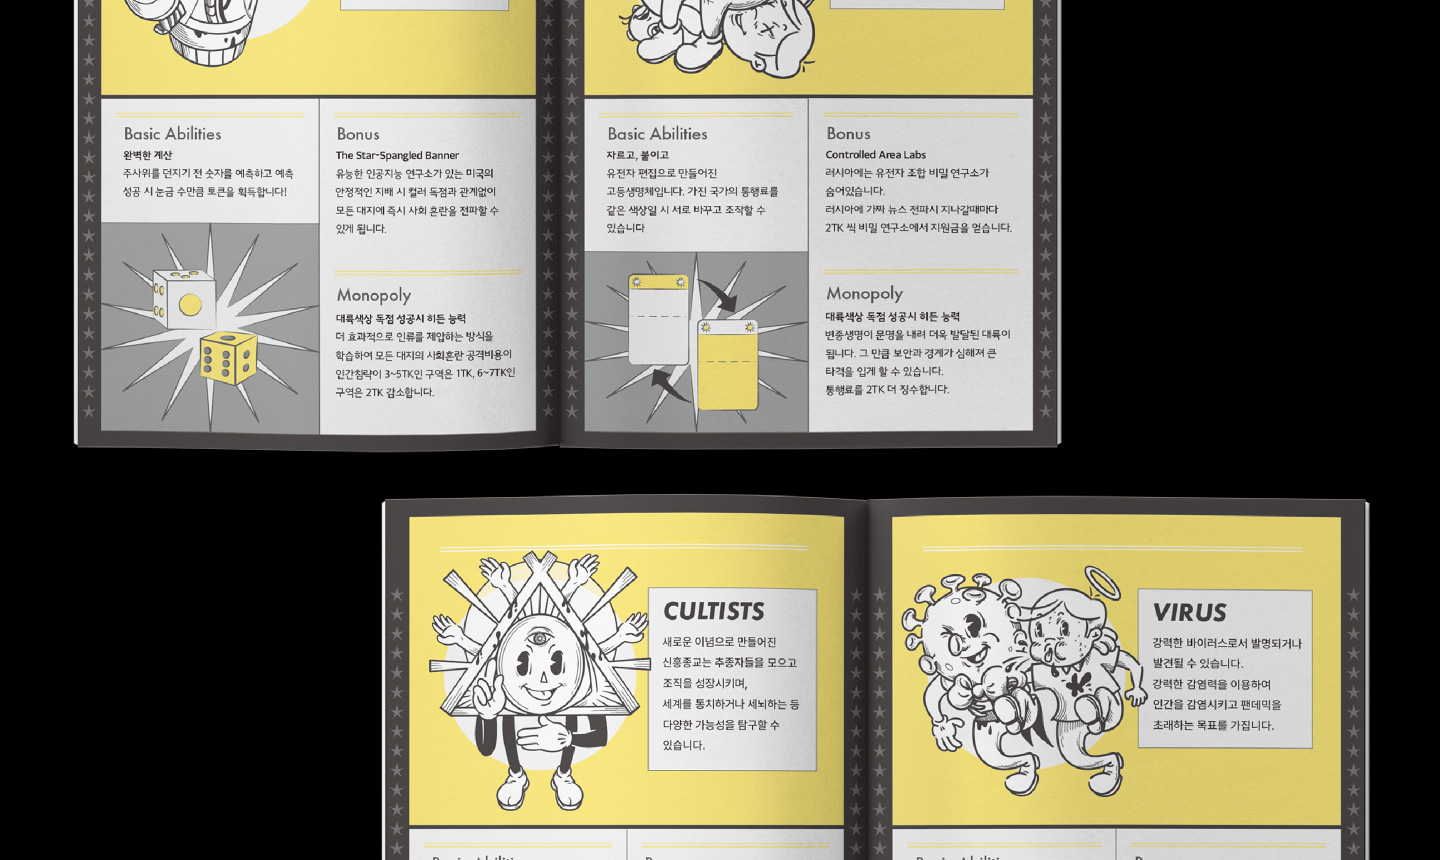 Basic Abilities
완벽한 계산
주사위를 던지기 전 숫자를 예측하고 예측
성공 시 눈금 수만큼 토큰을 획득합니다!
Bonus
The Star-Spangled Banner
유능한 인공지능 연구소가 있는 미국의
안정적인 지배 시 컬러 독점과 관계없이
모든 대지에 즉시 사회 혼란을 전파할 수
있게 됩니다.
Monopoly
대륙색상 독점 성공시 히든 능력
더 효과적으로 인류를 제압하는 방식을
학습하여 모든 대지의 사회혼란 공격비용이
인간침략이 3~5TK인 구역은 1TK, 6~7TK인
구역은 2TK 감소합니다.
Basic Abilities
자르고, 붙이고
유전자 편집으로 만들어진
고등생명체입니다. 가진 국가의 통행료를
같은 색상일 시 서로 바꾸고 조작할 수
있습니다
Bonus
Controlled Area Labs
러시아에는 유전자 조합 비밀 연구소가
숨어있습니다.
러시아에 가짜 뉴스 전파시 지나갈때마다
2TK 씩 비밀 연구소에서 지원금을 얻습니다.
Monopoly
대륙색상 독점 성공시 히든 능력
변종생명이 문명을 내려 더욱 발달된 대륙이
됩니다. 그 만큼 보안과 경계가 심해져 큰
타격을 입게 할 수 있습니다.
통행료를 2TK 더 징수합니다.
CULTISTS
새로운 이념으로 만들어진
신흥종교는 추종자들을 모으고
조직을 성장시키며,
세계를 통치하거나 세뇌하는 등
다양한 가능성을 탐구할 수
있습니다.
VIRUS
강력한 바이러스로서 발명되거나
발견될 수 있습니다.
강력한 감염력을 이용하여
인간을 감염시키고 팬데믹을
초래하는 목표를 가집니다.